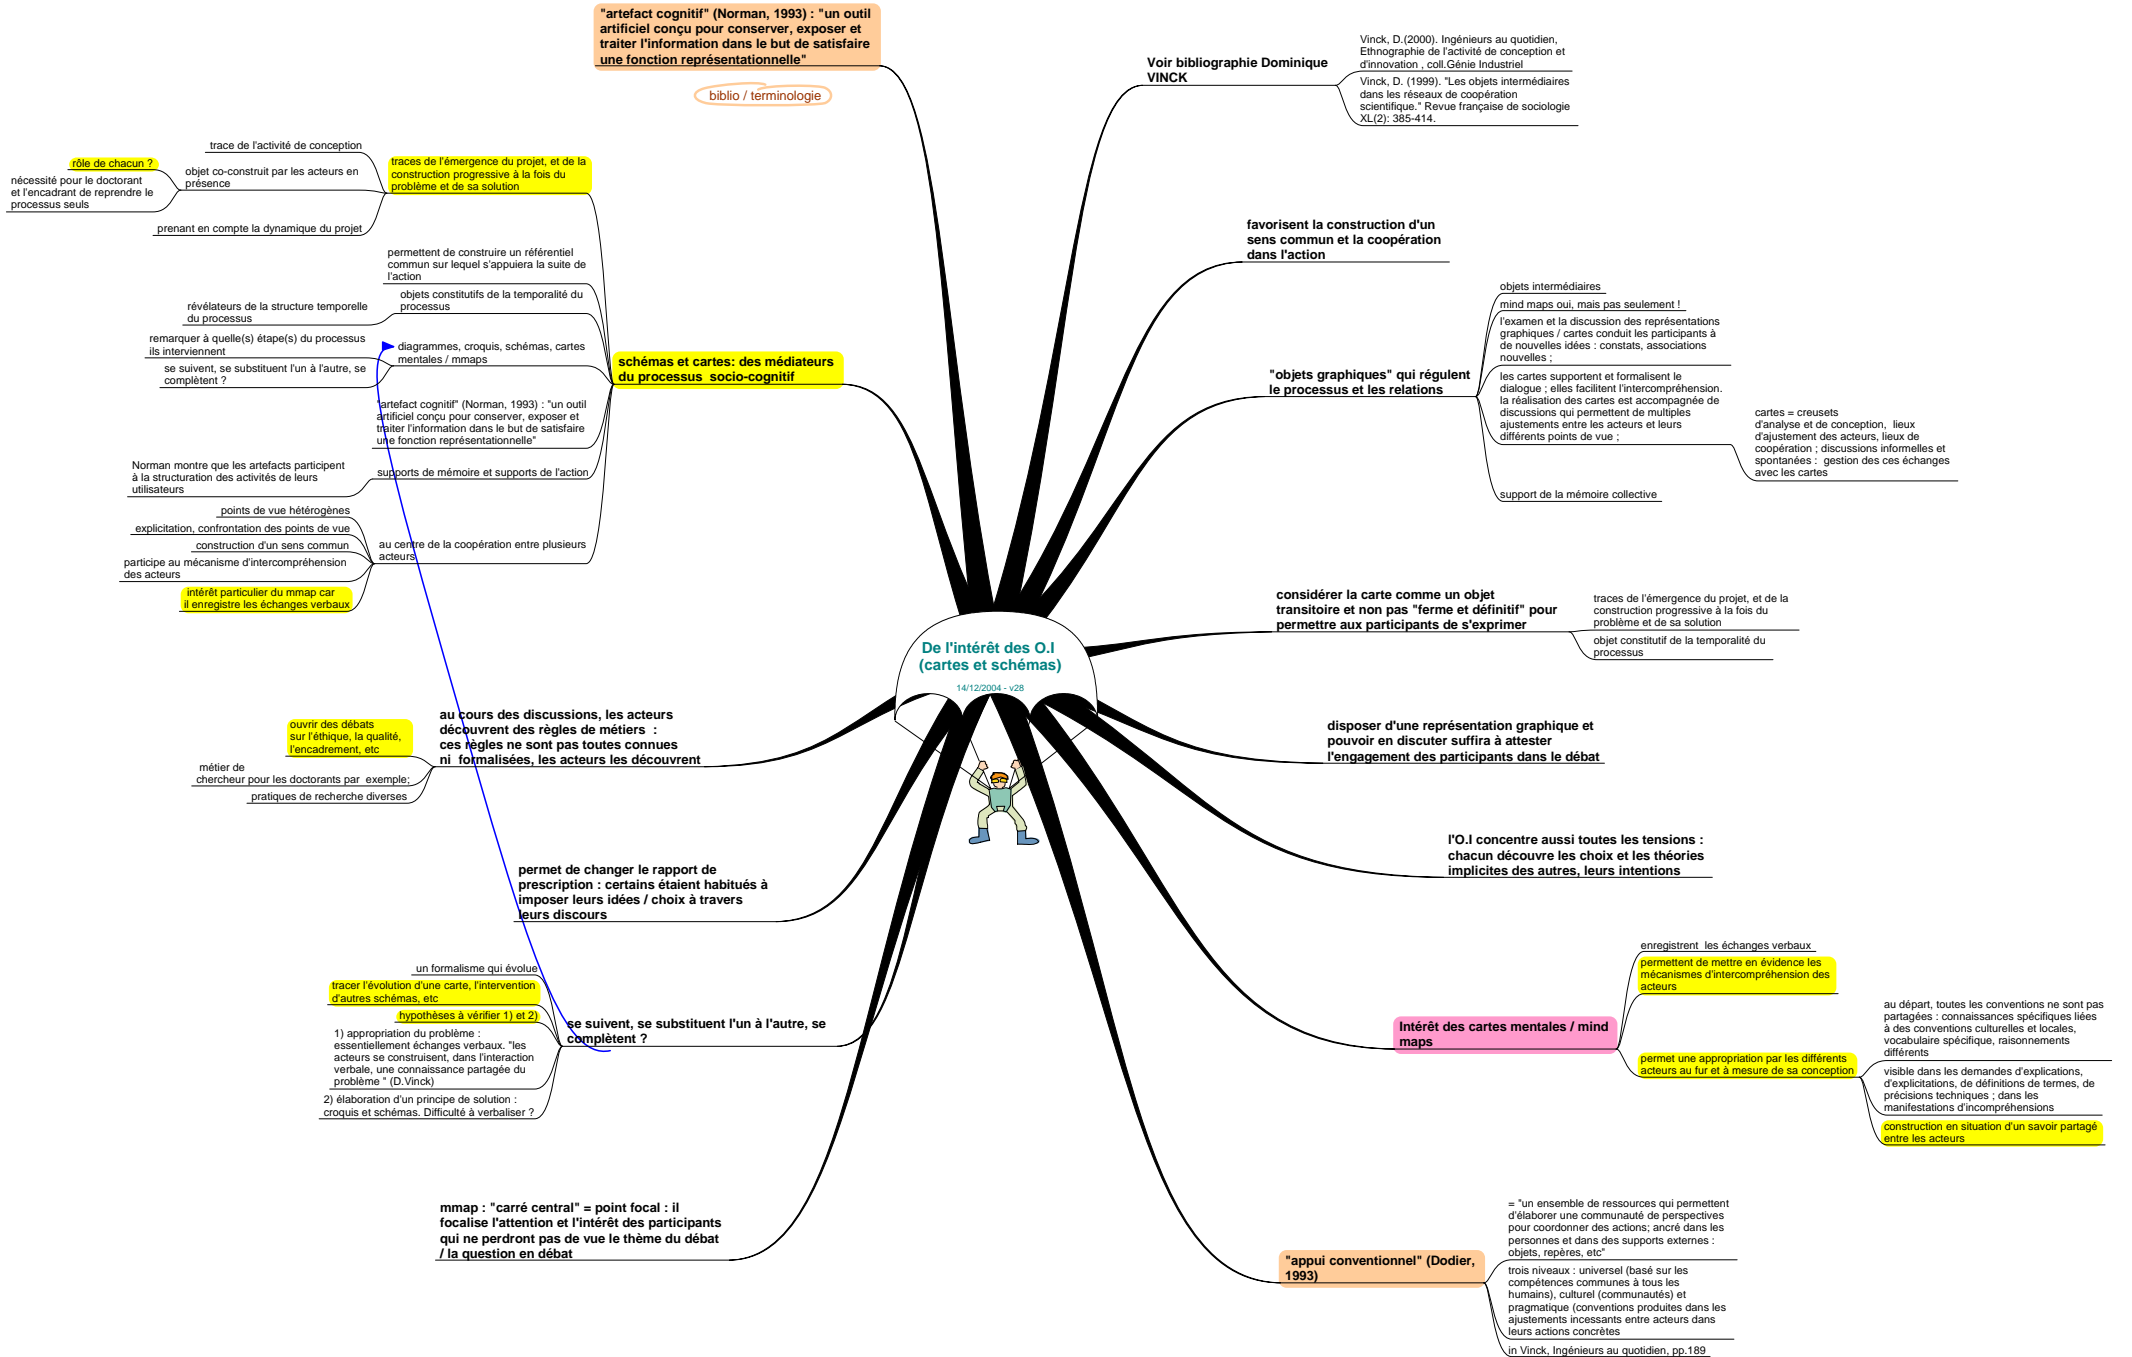 De l'intérêt des O.I
(cartes et schémas)
14/12/2004 - v28
Voir bibliographie Dominique
VINCK
Vinck, D.(2000). Ingénieurs au quotidien,
Ethnographie de l'activité de conception et
d'innovation , coll.Génie Industriel
Vinck, D. (1999). "Les objets intermédiaires
dans les réseaux de coopération
scientifique." Revue française de sociologie
XL(2): 385-414.
favorisent la construction d'un
sens commun et la coopération
dans l'action
"objets graphiques" qui régulent
le processus et les relations
objets intermédiaires
mind maps oui, mais pas seulement !
l'examen et la discussion des représentations
graphiques / cartes conduit les participants à
de nouvelles idées : constats, associations
nouvelles ;
les cartes supportent et formalisent le
dialogue ; elles facilitent l'intercompréhension.
la réalisation des cartes est accompagnée de
discussions qui permettent de multiples
ajustements entre les acteurs et leurs
différents points de vue ;
cartes = creusets
d'analyse et de conception,  lieux
d'ajustement des acteurs, lieux de
coopération ; discussions informelles et
spontanées :  gestion des ces échanges
avec les cartes
support de la mémoire collective
considérer la carte comme un objet
transitoire et non pas "ferme et définitif" pour
permettre aux participants de s'exprimer
traces de l'émergence du projet, et de la
construction progressive à la fois du
problème et de sa solution
objet constitutif de la temporalité du
processus
disposer d'une représentation graphique et
pouvoir en discuter suffira à attester
l'engagement des participants dans le débat
l'O.I concentre aussi toutes les tensions :
chacun découvre les choix et les théories
implicites des autres, leurs intentions
Intérêt des cartes mentales / mind
maps
enregistrent  les échanges verbaux
permettent de mettre en évidence les
mécanismes d'intercompréhension des
acteurs
permet une appropriation par les différents
acteurs au fur et à mesure de sa conception
au départ, toutes les conventions ne sont pas
partagées : connaissances spécifiques liées
à des conventions culturelles et locales,
vocabulaire spécifique, raisonnements
différents
visible dans les demandes d'explications,
d'explicitations, de définitions de termes, de
précisions techniques ; dans les
manifestations d'incompréhensions
construction en situation d'un savoir partagé
entre les acteurs
"appui conventionnel" (Dodier,
1993)
= "un ensemble de ressources qui permettent
d'élaborer une communauté de perspectives
pour coordonner des actions; ancré dans les
personnes et dans des supports externes :
objets, repères, etc"
trois niveaux : universel (basé sur les
compétences communes à tous les
humains), culturel (communautés) et
pragmatique (conventions produites dans les
ajustements incessants entre acteurs dans
leurs actions concrètes
in Vinck, Ingénieurs au quotidien, pp.189
"artefact cognitif" (Norman, 1993) : "un outil
artificiel conçu pour conserver, exposer et
traiter l'information dans le but de satisfaire
une fonction représentationnelle"
biblio / terminologie
schémas et cartes: des médiateurs
du processus  socio-cognitif
traces de l'émergence du projet, et de la
construction progressive à la fois du
problème et de sa solution
trace de l'activité de conception
objet co-construit par les acteurs en
présence
rôle de chacun ?
nécessité pour le doctorant
et l'encadrant de reprendre le
processus seuls
prenant en compte la dynamique du projet
permettent de construire un référentiel
commun sur lequel s'appuiera la suite de
l'action
objets constitutifs de la temporalité du
processus
révélateurs de la structure temporelle
du processus
diagrammes, croquis, schémas, cartes
mentales / mmaps
remarquer à quelle(s) étape(s) du processus
ils interviennent
se suivent, se substituent l'un à l'autre, se
complètent ?
"artefact cognitif" (Norman, 1993) : "un outil
artificiel conçu pour conserver, exposer et
traiter l'information dans le but de satisfaire
une fonction représentationnelle"
supports de mémoire et supports de l'action
Norman montre que les artefacts participent
à la structuration des activités de leurs
utilisateurs
au centre de la coopération entre plusieurs
acteurs
points de vue hétérogènes
explicitation, confrontation des points de vue
construction d'un sens commun
participe au mécanisme d'intercompréhension
des acteurs
intérêt particulier du mmap car
il enregistre les échanges verbaux
au cours des discussions, les acteurs
découvrent des règles de métiers  :
ces règles ne sont pas toutes connues
ni  formalisées, les acteurs les découvrent
ouvrir des débats
sur l'éthique, la qualité,
l'encadrement, etc
métier de
chercheur pour les doctorants par  exemple;
pratiques de recherche diverses
permet de changer le rapport de
prescription : certains étaient habitués à
imposer leurs idées / choix à travers
leurs discours
se suivent, se substituent l'un à l'autre, se
complètent ?
un formalisme qui évolue
tracer l'évolution d'une carte, l'intervention
d'autres schémas, etc
hypothèses à vérifier 1) et 2)
1) appropriation du problème :
essentiellement échanges verbaux. "les
acteurs se construisent, dans l'interaction
verbale, une connaissance partagée du
problème " (D.Vinck)
2) élaboration d'un principe de solution :
croquis et schémas. Difficulté à verbaliser ?
mmap : "carré central" = point focal : il
focalise l'attention et l'intérêt des participants
qui ne perdront pas de vue le thème du débat
/ la question en débat